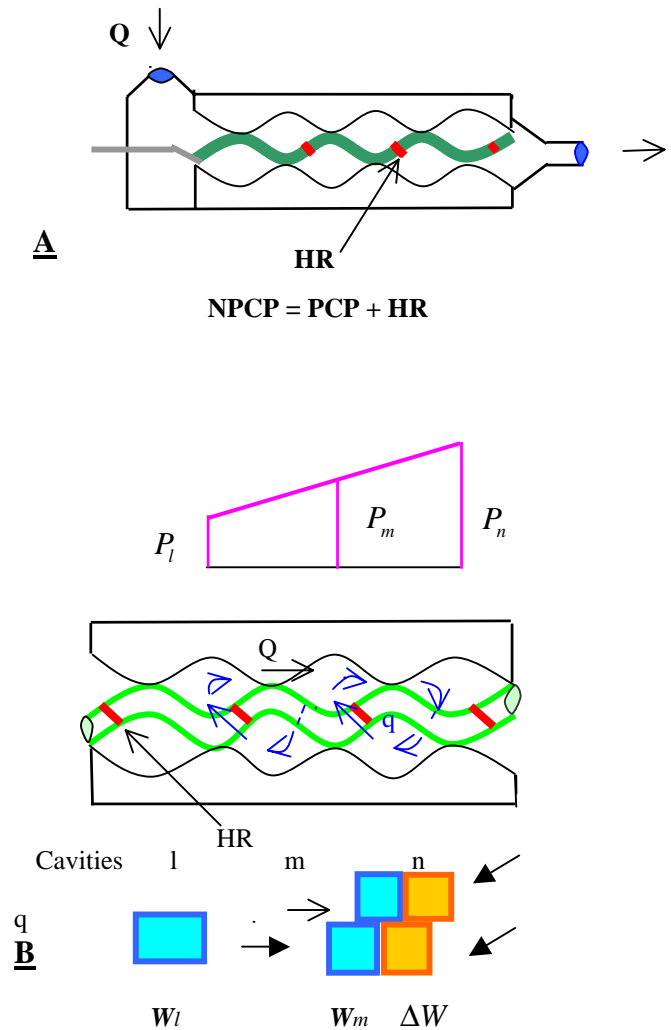 Q
A
HR
NPCP = PCP + HR
P_l P_m P_n
Q
q
HR
Cavities l m n
q
B
W_l W_m ΔW